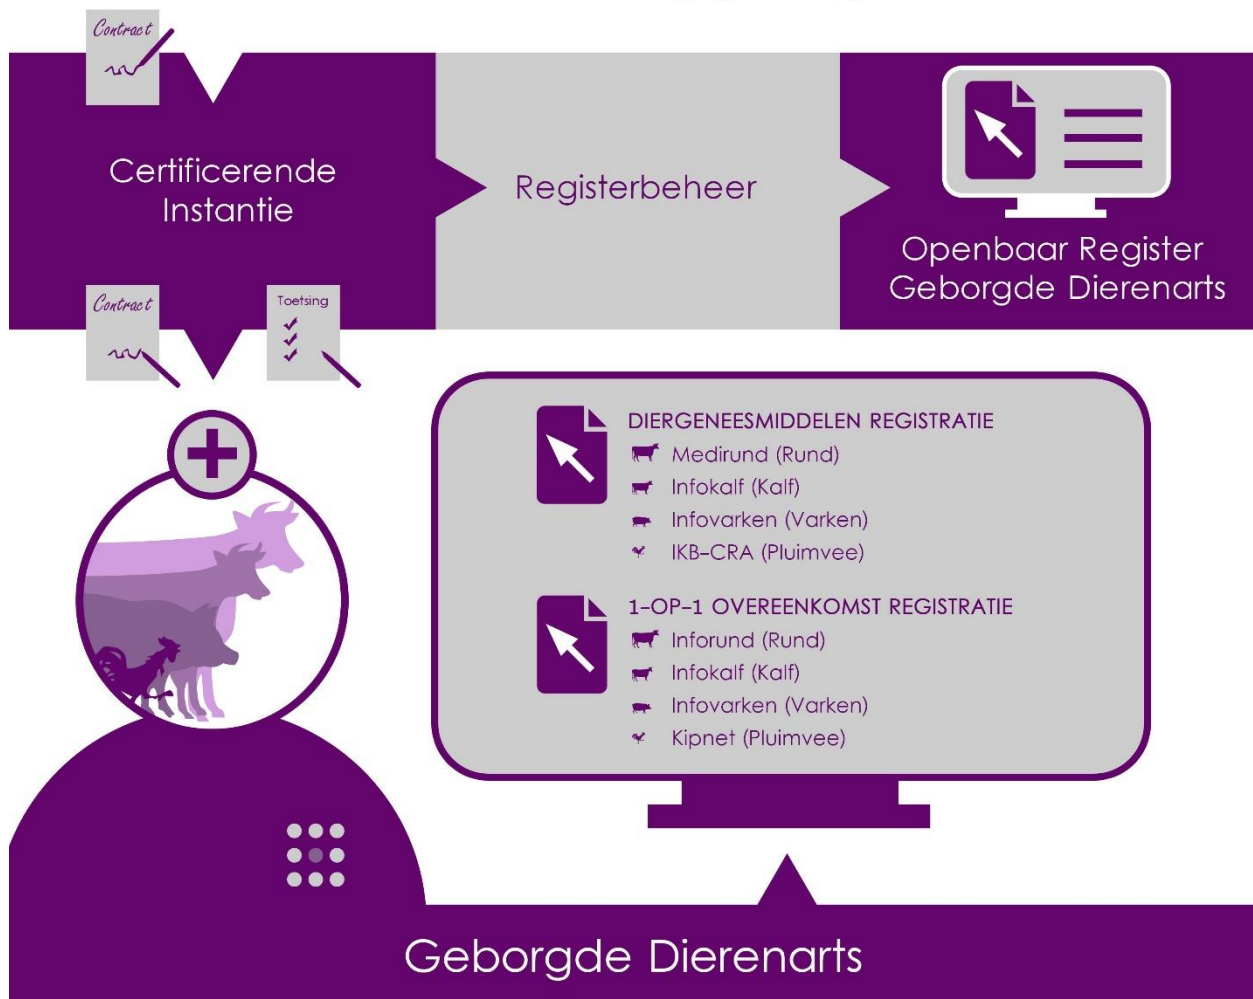 Contract
Certificerende
Instantie
Registerbeheer
Openbaar Register
Geborgde Dierenarts
Contract
Toetsing
DIERGENEESMIDDELEN REGISTRATIE
Medirund (Rund)
Infokalf (Kalf)
Infovarken (Varken)
IKB-CRA (Pluimvee)
1-OP-1 OVEREENKOMST REGISTRATIE
Inforund (Rund)
Infokalf (Kalf)
Infovarken (Varken)
Kipnet (Pluimvee)
Geborgde Dierenarts